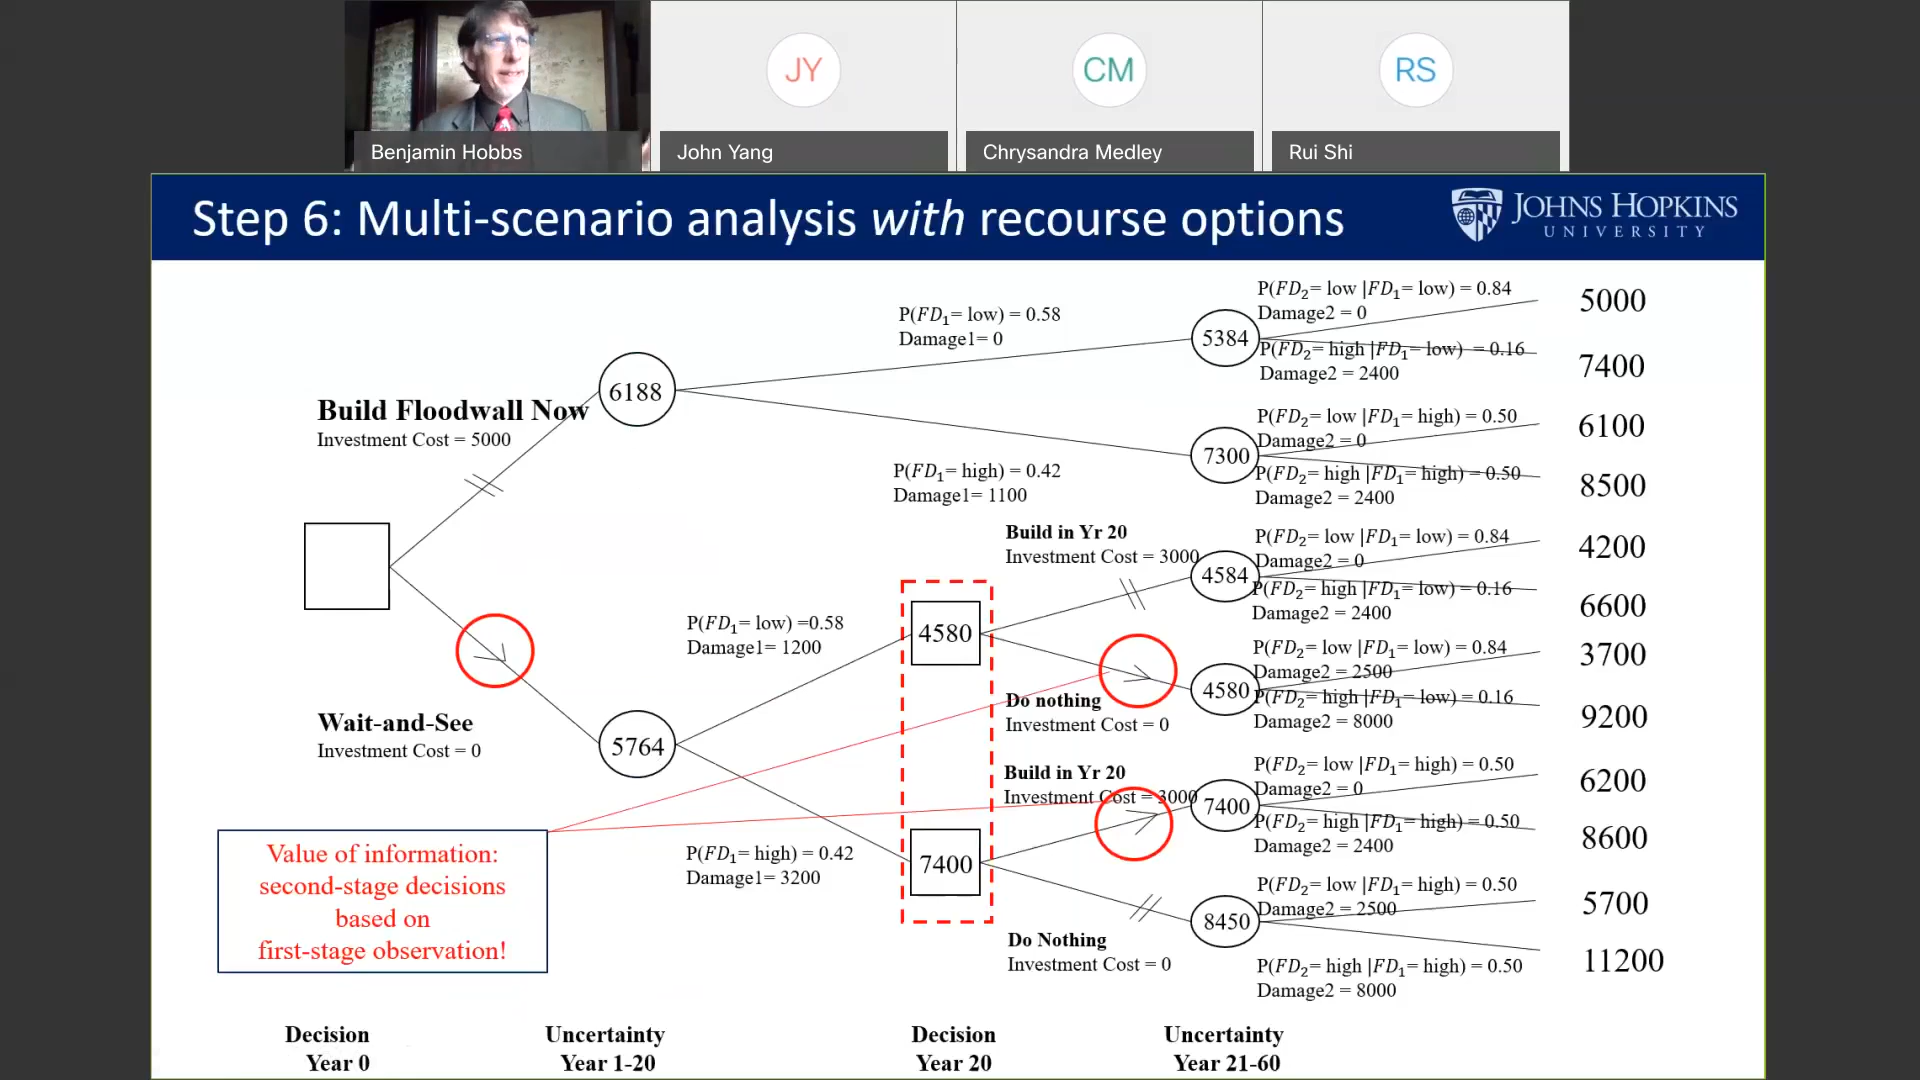 JY
CM
RS
Benjamin Hobbs
John Yang
Chrysandra Medley
Rui Shi
Step 6: Multi-scenario analysis with recourse options
JOHNS HOPKINS
UNIVERSITY
P(FD₂= low |FD₁= low) = 0.84
Damage2 = 0
5000
P(FD₁= low) = 0.58
Damage1= 0
5384
P(FD₂= high |FD₁= low) = 0.16
Damage2 = 2400
7400
6188
Build Floodwall Now
Investment Cost = 5000
P(FD₂= low |FD₁= high) = 0.50
Damage2 = 0
6100
7300
P(FD₁= high) = 0.42
Damage1= 1100
P(FD₂= high |FD₁= high) = 0.50
Damage2 = 2400
8500
Build in Yr 20
Investment Cost = 3000
P(FD₂= low |FD₁= low) = 0.84
Damage2 = 0
4200
4584
P(FD₂= high |FD₁= low) = 0.16
Damage2 = 2400
6600
P(FD₁= low) =0.58
Damage1= 1200
4580
P(FD₂= low |FD₁= low) = 0.84
Damage2 = 2500
3700
Do nothing
Investment Cost = 0
4580
P(FD₂= high |FD₁= low) = 0.16
Damage2 = 8000
9200
Wait-and-See
Investment Cost = 0
5764
Build in Yr 20
Investment Cost = 3000
P(FD₂= low |FD₁= high) = 0.50
Damage2 = 0
6200
7400
P(FD₂= high |FD₁= high) = 0.50
Damage2 = 2400
8600
P(FD₁= high) = 0.42
Damage1= 3200
7400
Value of information:
second-stage decisions
based on
first-stage observation!
P(FD₂= low |FD₁= high) = 0.50
Damage2 = 2500
5700
8450
Do Nothing
Investment Cost = 0
P(FD₂= high |FD₁= high) = 0.50
Damage2 = 8000
11200
Decision
Year 0
Uncertainty
Year 1-20
Decision
Year 20
Uncertainty
Year 21-60